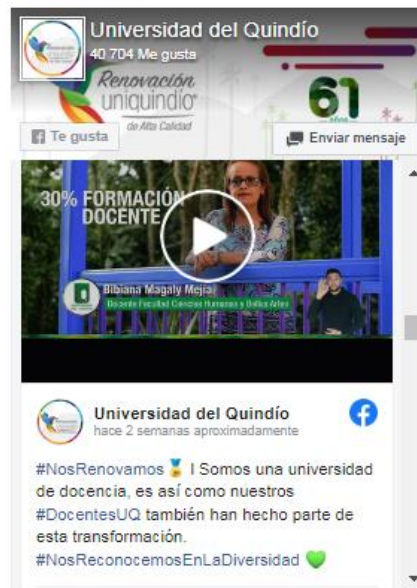 Universidad del Quindío
40 704 Me gusta
Renovación
uniquindío
de Alta Calidad
61
años
Te gusta
Enviar mensaje
30% FORMACIÓN
DOCENTE
Bibiana Magaly Mejía
Docente Facultad Ciencias Humanas y Bellas Artes
Universidad del Quindío
hace 2 semanas aproximadamente
#NosRenovamos 🏅 I Somos una universidad
de docencia, es así como nuestros
#DocentesUQ también han hecho parte de
esta transformación.
#NosReconocemosEnLaDiversidad 💚